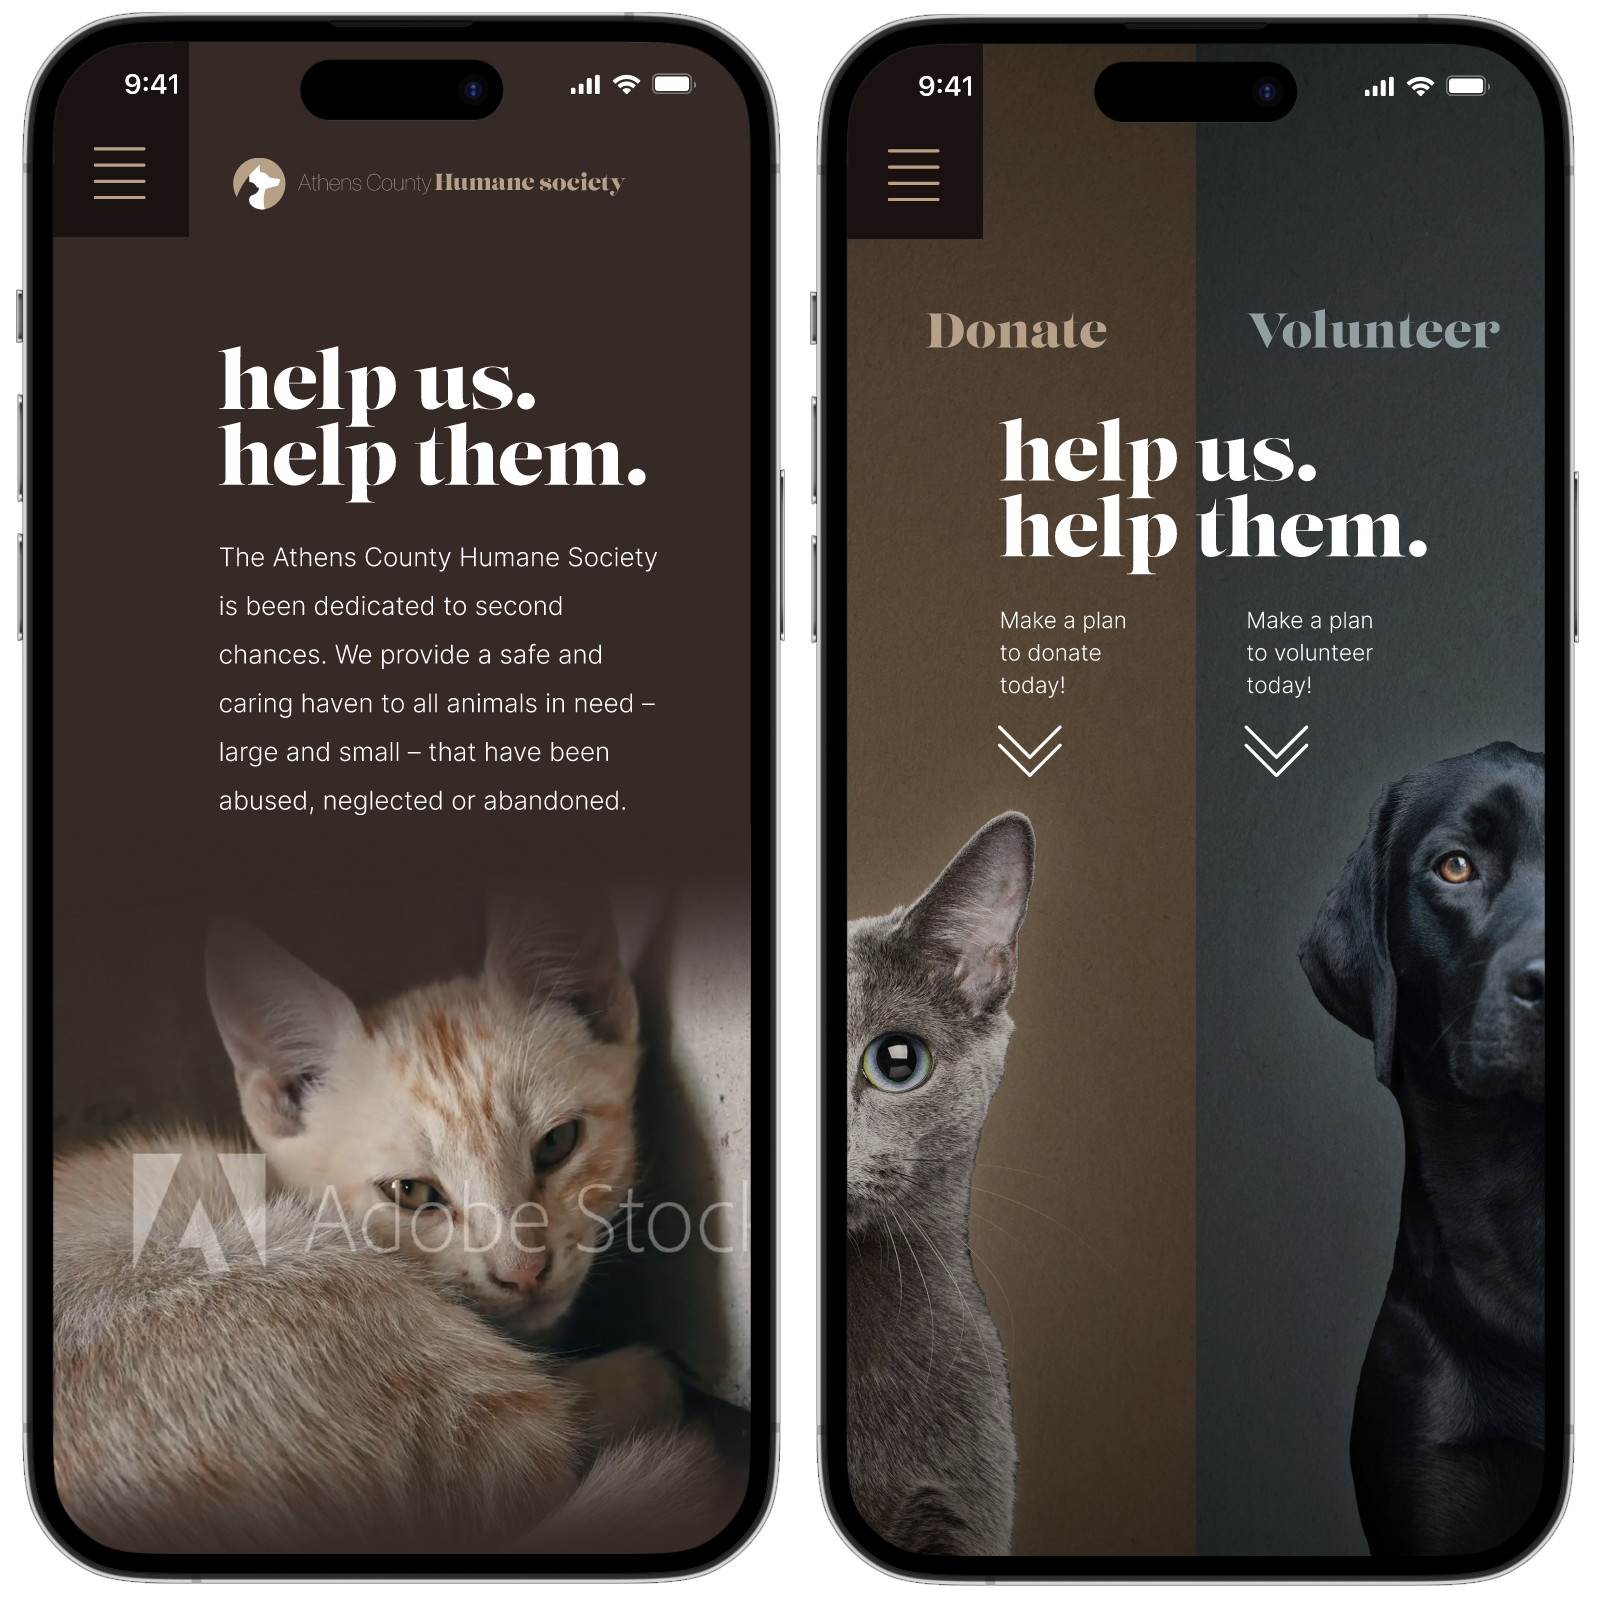 9:41
Athens County Humane society
help us.
help them.
The Athens County Humane Society
is been dedicated to second
chances. We provide a safe and
caring haven to all animals in need –
large and small – that have been
abused, neglected or abandoned.
Adobe Stock
9:41
Donate
Volunteer
help us.
help them.
Make a plan
to donate
today!
Make a plan
to volunteer
today!